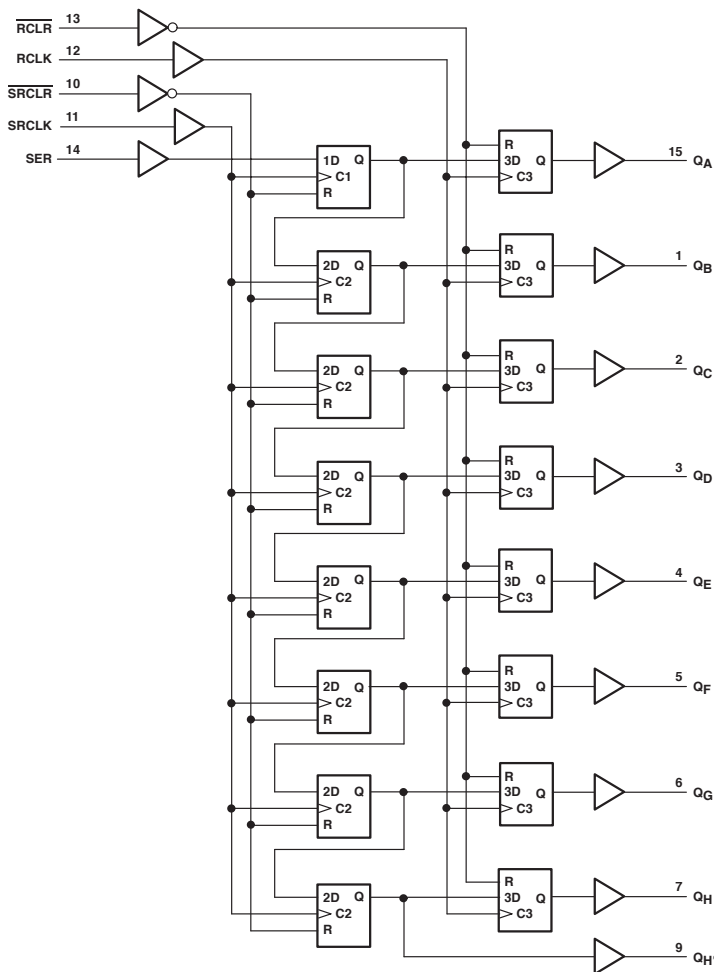 RCLR 13
RCLK 12
SRCLR 10
SRCLK 11
SER 14
1D Q
C1
R
R
3D Q
C3
15 QA
2D Q
C2
R
R
3D Q
C3
1 QB
2D Q
C2
R
R
3D Q
C3
2 QC
2D Q
C2
R
R
3D Q
C3
3 QD
2D Q
C2
R
R
3D Q
C3
4 QE
2D Q
C2
R
R
3D Q
C3
5 QF
2D Q
C2
R
R
3D Q
C3
6 QG
2D Q
C2
R
R
3D Q
C3
7 QH
9 QH'